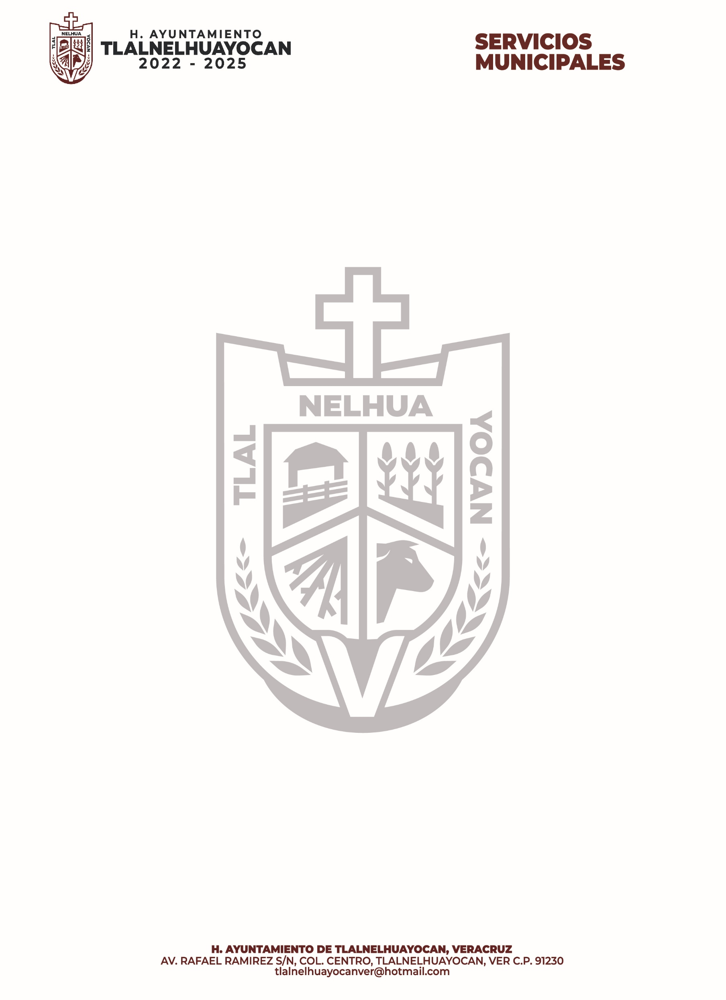 TLAL
NELHUA
YOCAN
H. AYUNTAMIENTO
TLALNELHUAYOCAN
2022 - 2025
SERVICIOS
MUNICIPALES
NELHUA
TLAL
YOCAN
H. AYUNTAMIENTO DE TLALNELHUAYOCAN, VERACRUZ
AV. RAFAEL RAMIREZ S/N, COL. CENTRO, TLALNELHUAYOCAN, VER C.P. 91230
tlalnelhuayocanver@hotmail.com